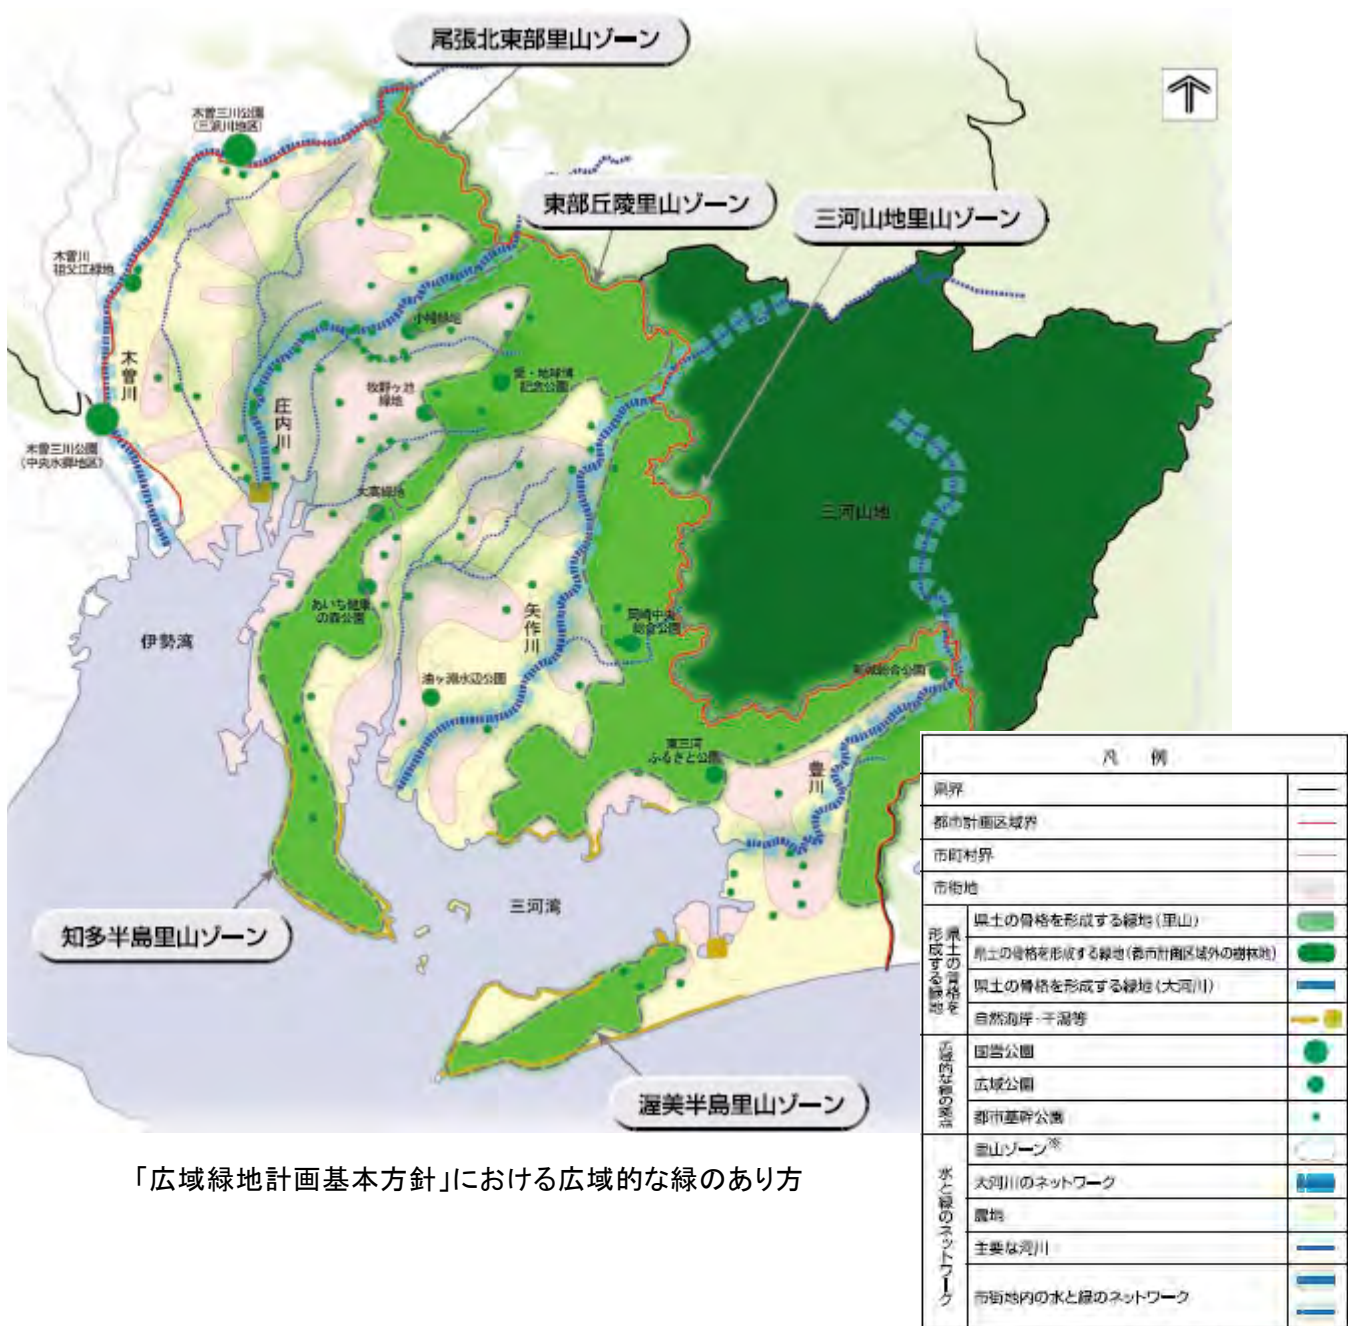 尾張北東部里山ゾーン
木曽三川公園
(三派川地区)
東部丘陵里山ゾーン
三河山地里山ゾーン
木曽川
祖父江緑地
小幡緑地
木曽川
愛・地球博
記念公園
牧野ヶ池
緑地
庄内川
木曽三川公園
(中央水郷地区)
大高緑地
三河山地
あいち健康
の森公園
矢作川
岡崎中央
総合公園
伊勢湾
新城総合公園
油ヶ淵水辺公園
東三河
ふるさと公園
豊川
三河湾
知多半島里山ゾーン
渥美半島里山ゾーン
「広域緑地計画基本方針」における広域的な緑のあり方
凡 例
県界
都市計画区域界
市町村界
市街地
県土の骨格を
形成する緑地
県土の骨格を形成する緑地(里山)
県土の骨格を形成する緑地(都市計画区域外の樹林地)
県土の骨格を形成する緑地(大河川)
自然海岸・干潟等
広域的な緑の拠点
国営公園
広域公園
都市基幹公園
水と緑のネットワーク
里山ゾーン※
大河川のネットワーク
農地
主要な河川
市街地内の水と緑のネットワーク